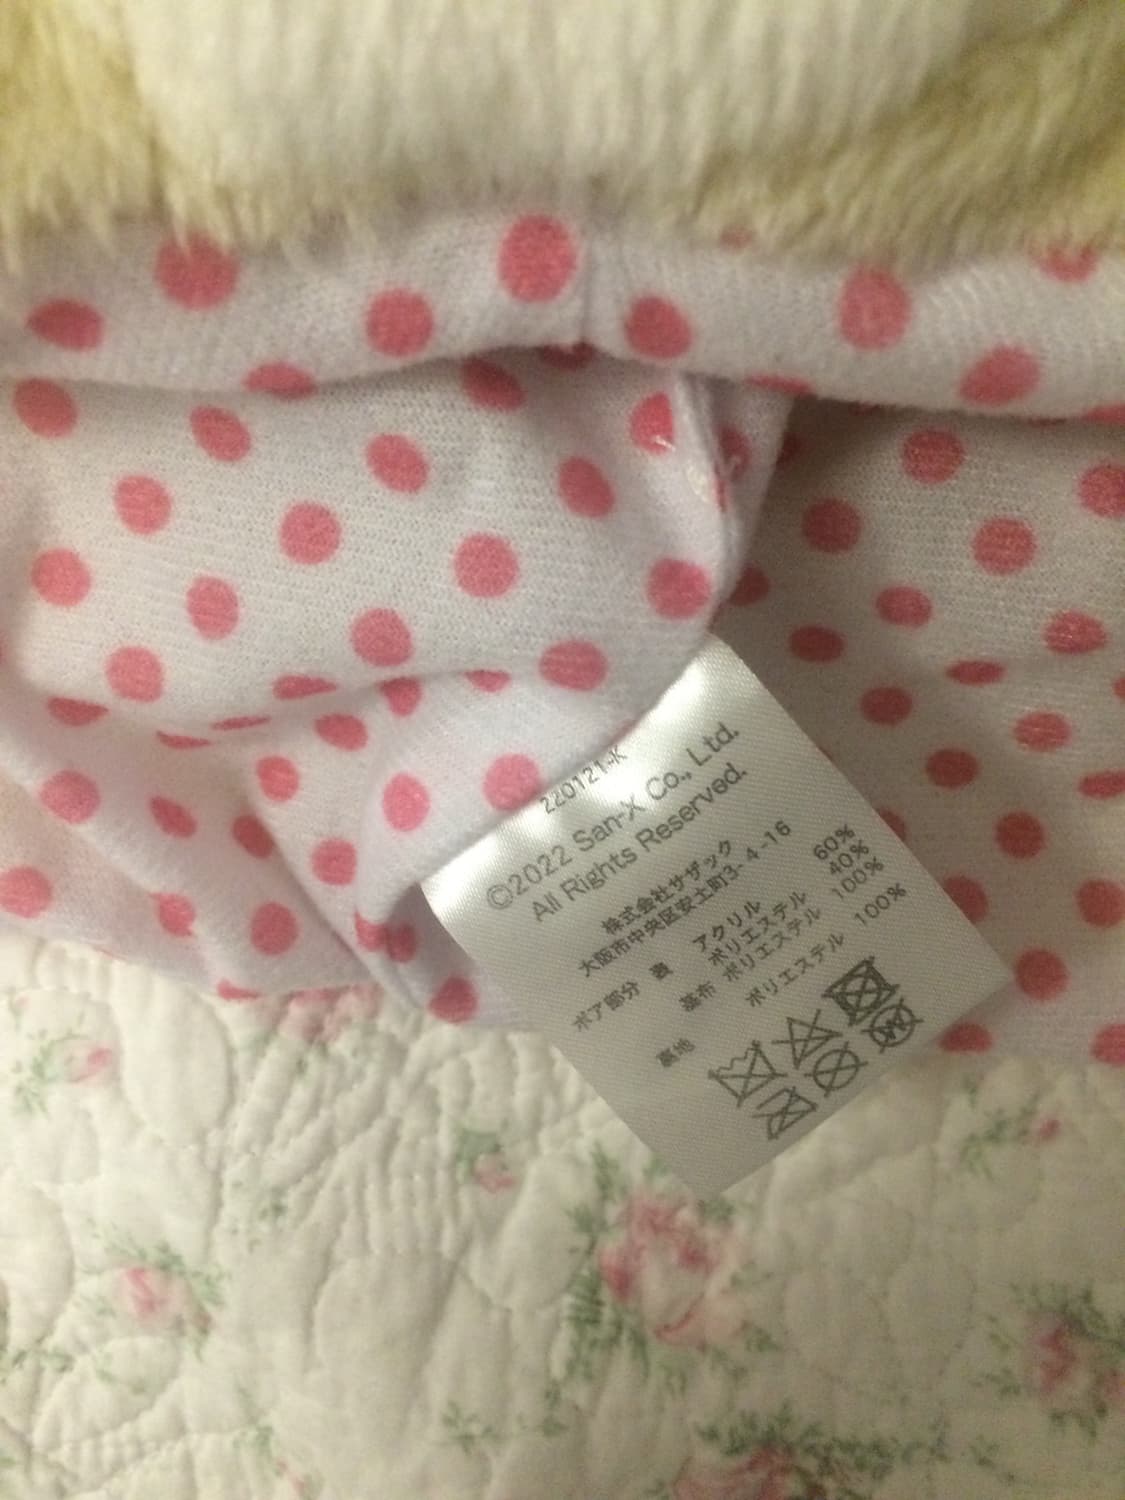 220121-K
©2022 San-X Co., Ltd.
All Rights Reserved.
株式会社サザック
大阪市中央区安土町3-4-16
ボア部分 表 アクリル 60%
ポリエステル 40%
基布 ポリエステル 100%
裏地 ポリエステル 100%
W